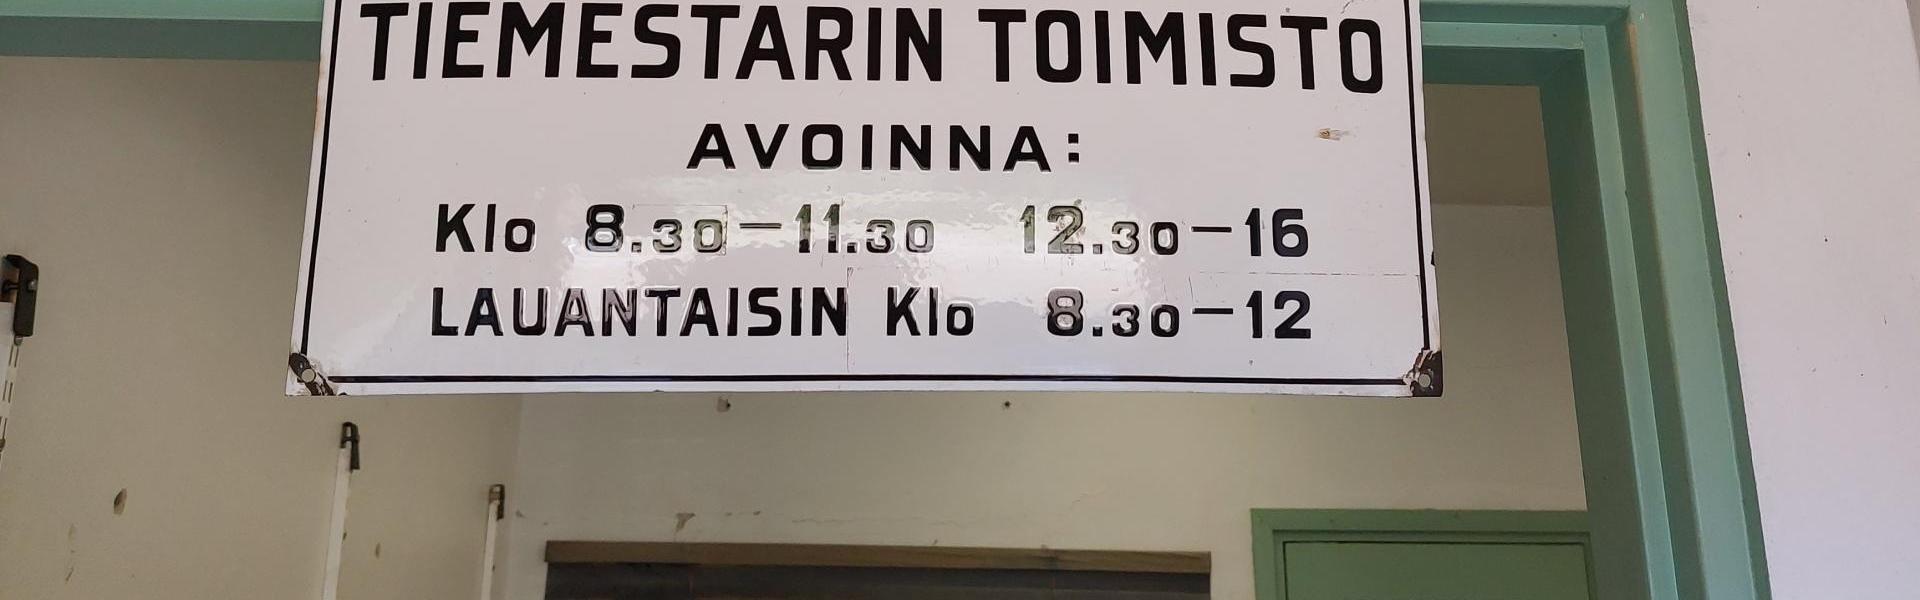 TIEMESTARIN TOIMISTO
AVOINNA:
Klo 8.30—11.30 12.30—16
LAUANTAISIN Klo 8.30—12